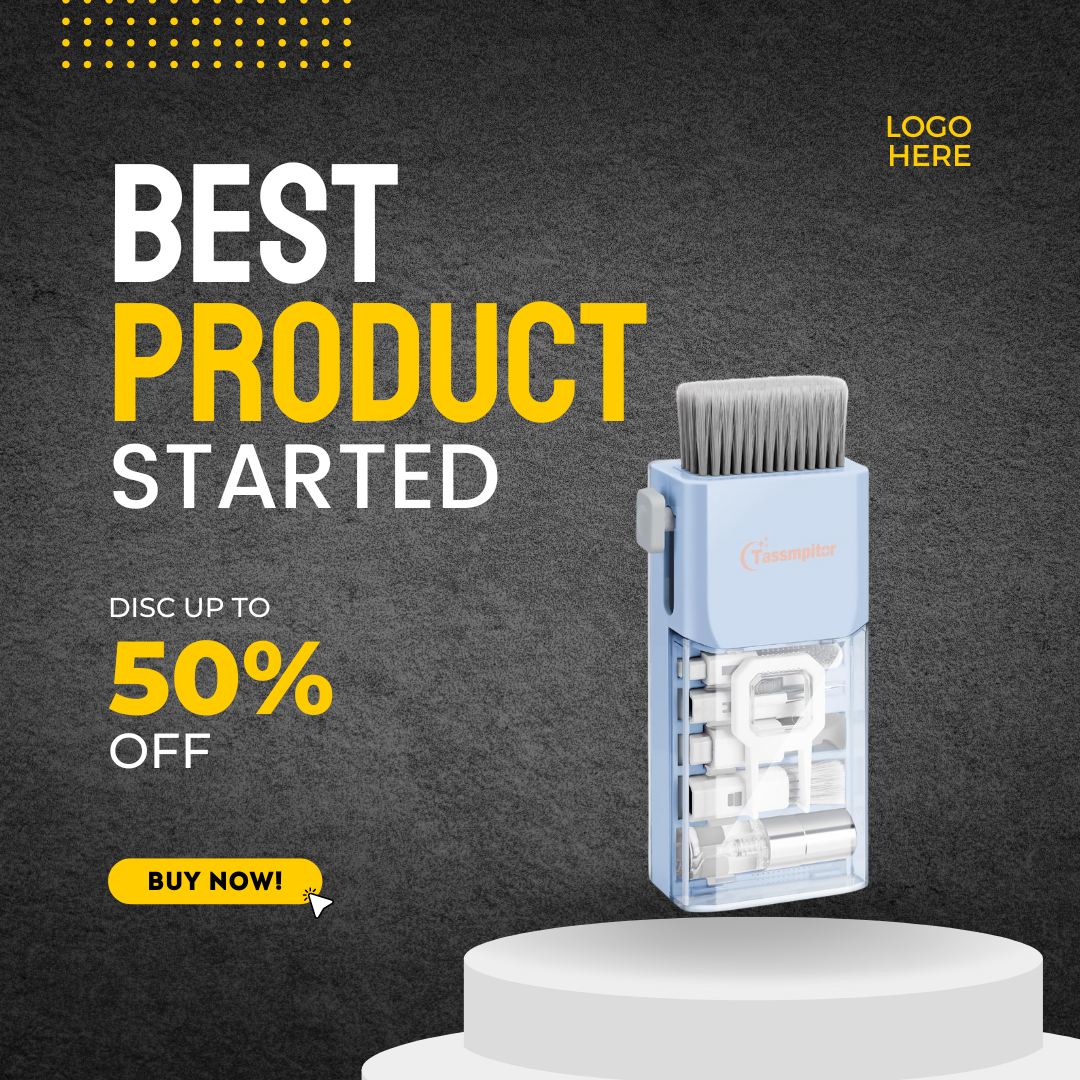 LOGO
HERE
BEST
PRODUCT
STARTED
Tassmpitor
DISC UP TO
50%
OFF
BUY NOW!